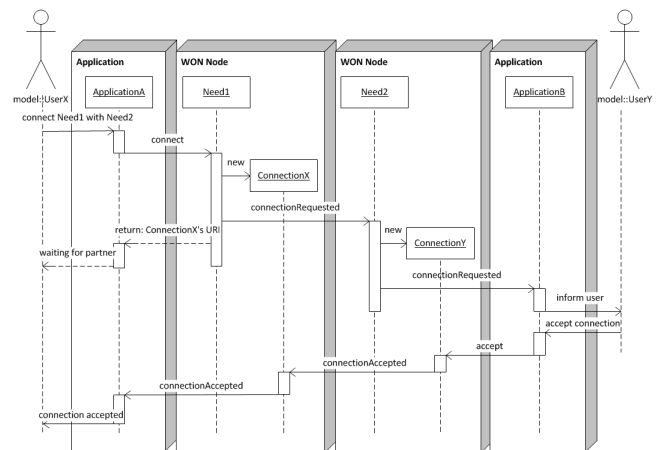 Application
WON Node
WON Node
Application
ApplicationA
Need1
Need2
ApplicationB
model::UserX
model::UserY
connect Need1 with Need2
connect
new
ConnectionX
connectionRequested
return: ConnectionX's URI
new
ConnectionY
waiting for partner
connectionRequested
inform user
accept connection
accept
connectionAccepted
connectionAccepted
connection accepted